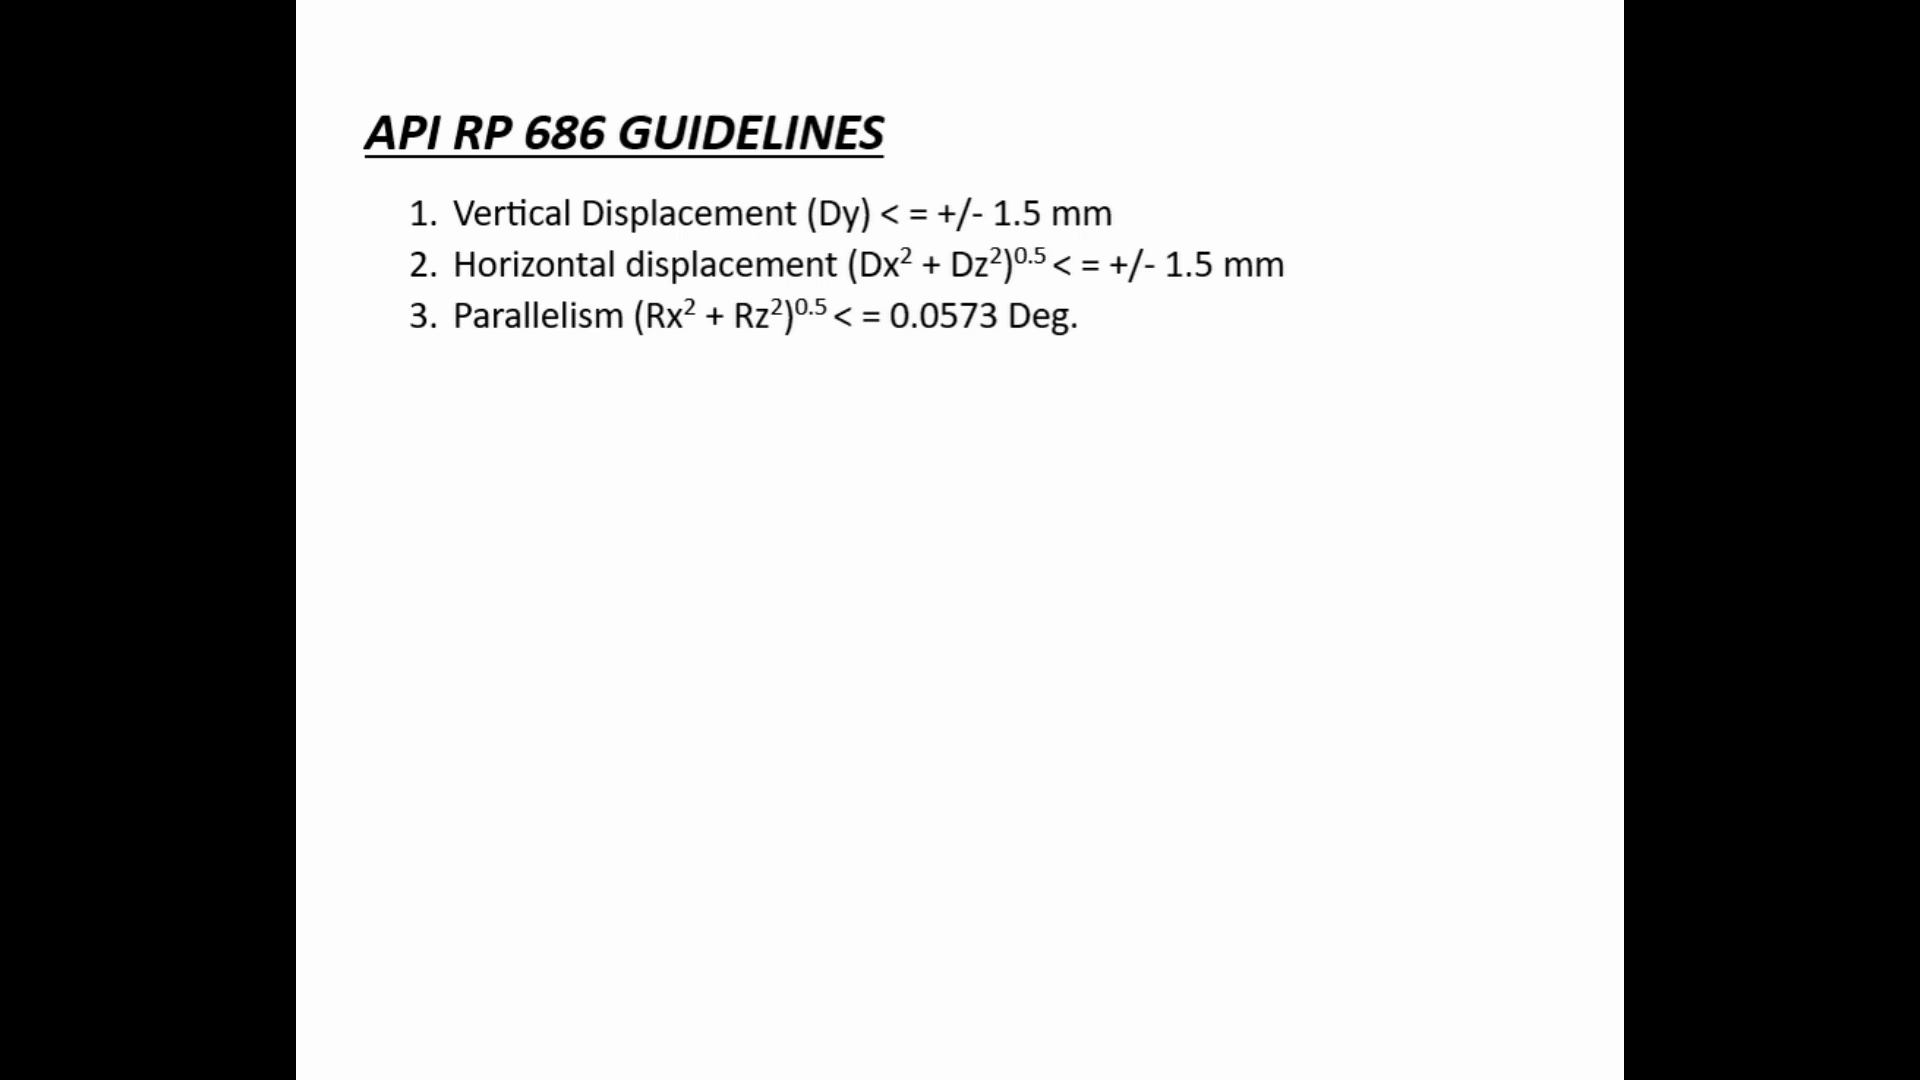 API RP 686 GUIDELINES
1. Vertical Displacement (Dy) < = +/- 1.5 mm
2. Horizontal displacement (Dx² + Dz²)⁰·⁵ < = +/- 1.5 mm
3. Parallelism (Rx² + Rz²)⁰·⁵ < = 0.0573 Deg.